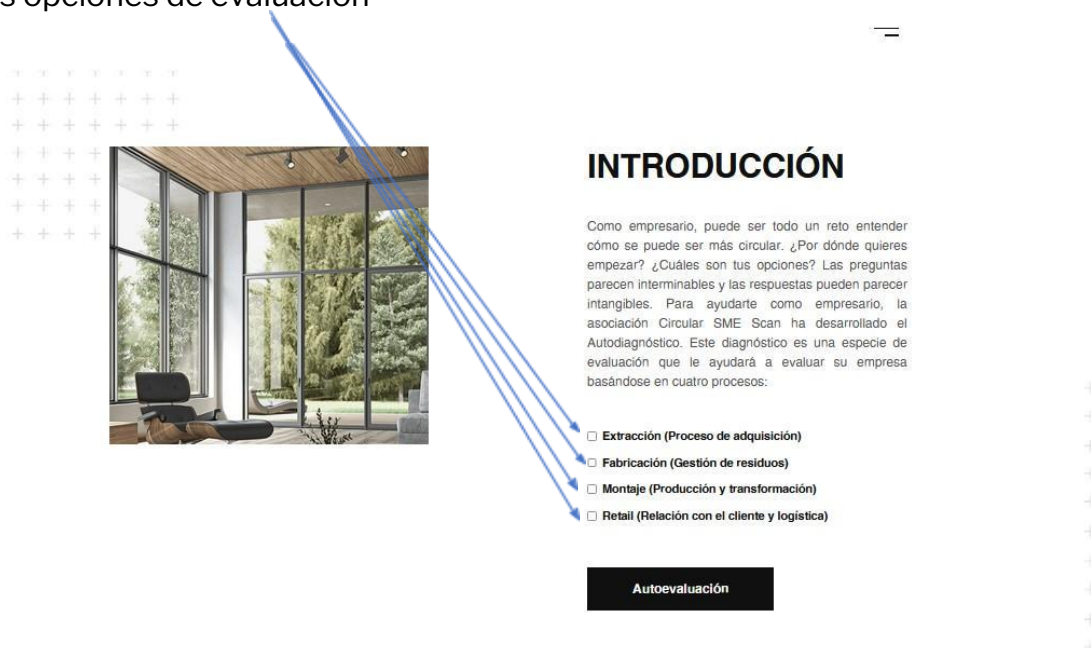 s opciones de evaluación
INTRODUCCIÓN
Como empresario, puede ser todo un reto entender
cómo se puede ser más circular. ¿Por dónde quieres
empezar? ¿Cuáles son tus opciones? Las preguntas
parecen interminables y las respuestas pueden parecer
intangibles. Para ayudarte como empresario, la
asociación Circular SME Scan ha desarrollado el
Autodiagnóstico. Este diagnóstico es una especie de
evaluación que le ayudará a evaluar su empresa
basándose en cuatro procesos:
Extracción (Proceso de adquisición)
Fabricación (Gestión de residuos)
Montaje (Producción y transformación)
Retail (Relación con el cliente y logística)
Autoevaluación